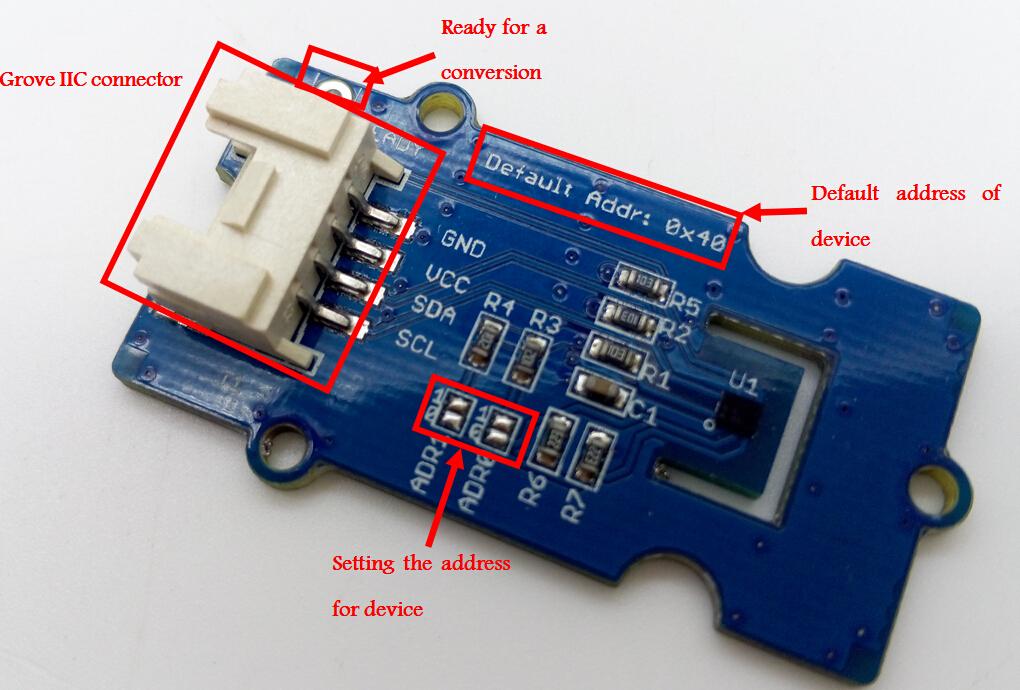 Ready for a
conversion
Grove IIC connector
Default Addr: 0x40
Default address of
device
GND
VCC
SDA
SCL
R4
R3
R5
R2
R1
C1
U1
ADR1
ADR0
R6
R7
103
Setting the address
for device